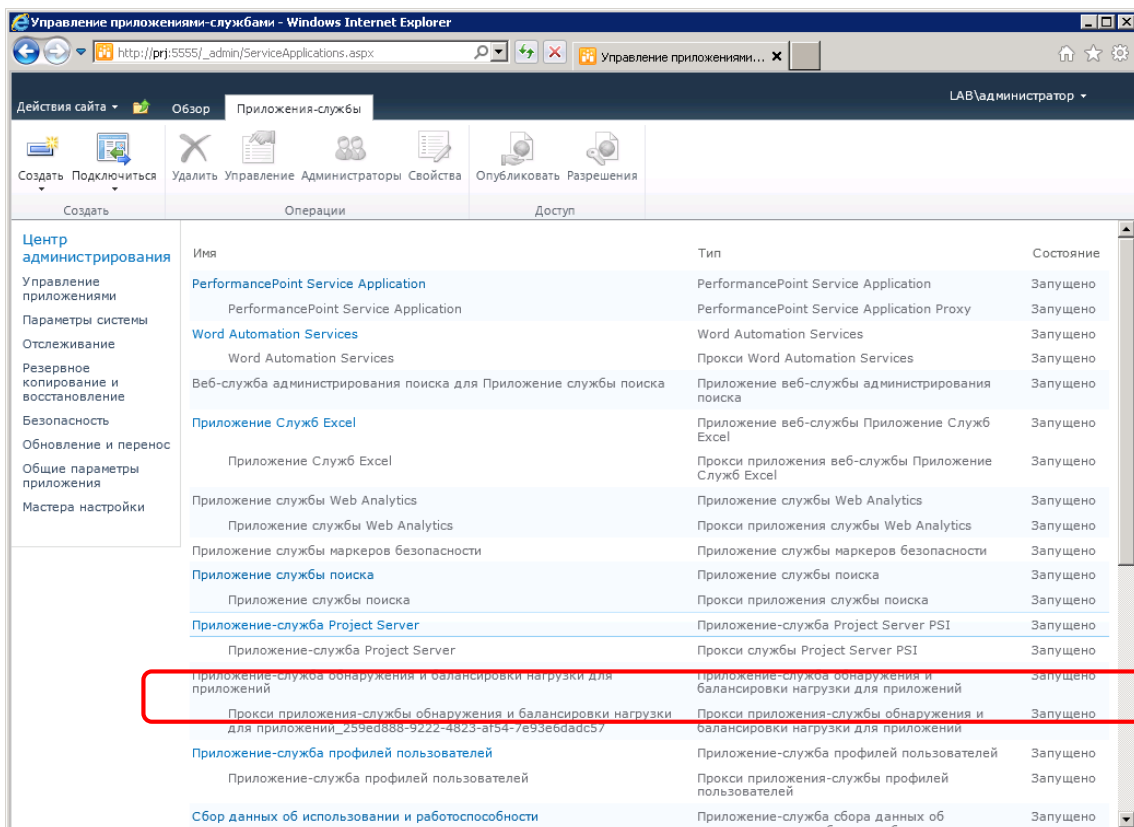 Управление приложениями-службами - Windows Internet Explorer
http://prj:5555/_admin/ServiceApplications.aspx
Управление приложениями...
LAB\администратор
Действия сайта
Обзор
Приложения-службы
Создать Подключиться Удалить Управление Администраторы Свойства Опубликовать Разрешения
Создать Операции Доступ
Центр
администрирования
Управление
приложениями
Параметры системы
Отслеживание
Резервное
копирование и
восстановление
Безопасность
Обновление и перенос
Общие параметры
приложения
Мастера настройки
Имя Тип Состояние
PerformancePoint Service Application PerformancePoint Service Application Запущено
PerformancePoint Service Application PerformancePoint Service Application Proxy Запущено
Word Automation Services Word Automation Services Запущено
Word Automation Services Прокси Word Automation Services Запущено
Веб-служба администрирования поиска для Приложение службы поиска Приложение веб-службы администрирования Запущено
поиска
Приложение Служб Excel Приложение веб-службы Приложение Служб Запущено
Excel
Приложение Служб Excel Прокси приложения веб-службы Приложение Запущено
Служб Excel
Приложение службы Web Analytics Приложение службы Web Analytics Запущено
Приложение службы Web Analytics Прокси приложения службы Web Analytics Запущено
Приложение службы маркеров безопасности Приложение службы маркеров безопасности Запущено
Приложение службы поиска Приложение службы поиска Запущено
Приложение службы поиска Прокси приложения службы поиска Запущено
Приложение-служба Project Server Приложение-служба Project Server PSI Запущено
Приложение-служба Project Server Прокси службы Project Server PSI Запущено
Приложение-служба обнаружения и балансировки нагрузки для Приложение-служба обнаружения и Запущено
приложений балансировки нагрузки для приложений
Прокси приложения-службы обнаружения и балансировки нагрузки Прокси приложения-службы обнаружения и Запущено
для приложений_259ed888-9222-4823-af54-7e93e6dadc57 балансировки нагрузки для приложений
Приложение-служба профилей пользователей Приложение-служба профилей пользователей Запущено
Приложение-служба профилей пользователей Прокси приложения-службы профилей Запущено
пользователей
Сбор данных об использовании и работоспособности Приложение-служба сбора данных об Запущено